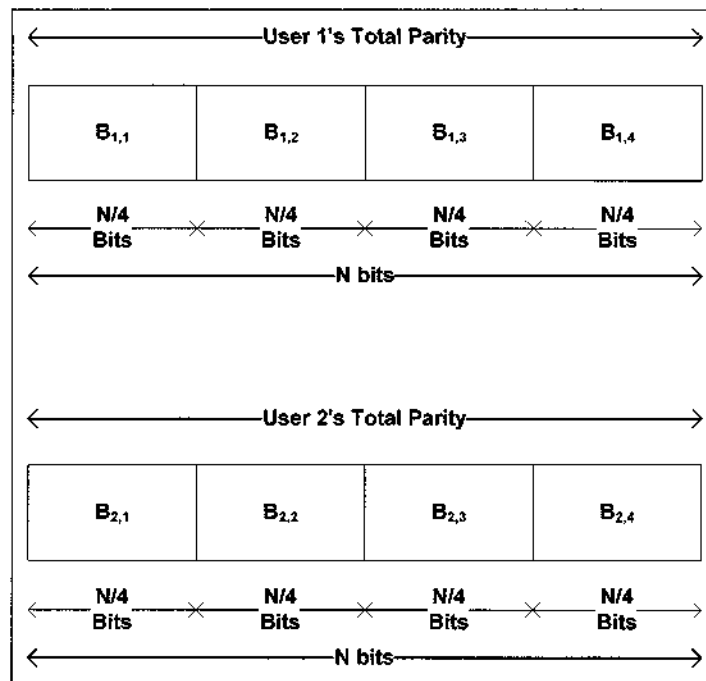 User 1's Total Parity
B1,1 B1,2 B1,3 B1,4
N/4 N/4 N/4 N/4
Bits Bits Bits Bits
N bits
User 2's Total Parity
B2,1 B2,2 B2,3 B2,4
N/4 N/4 N/4 N/4
Bits Bits Bits Bits
N bits